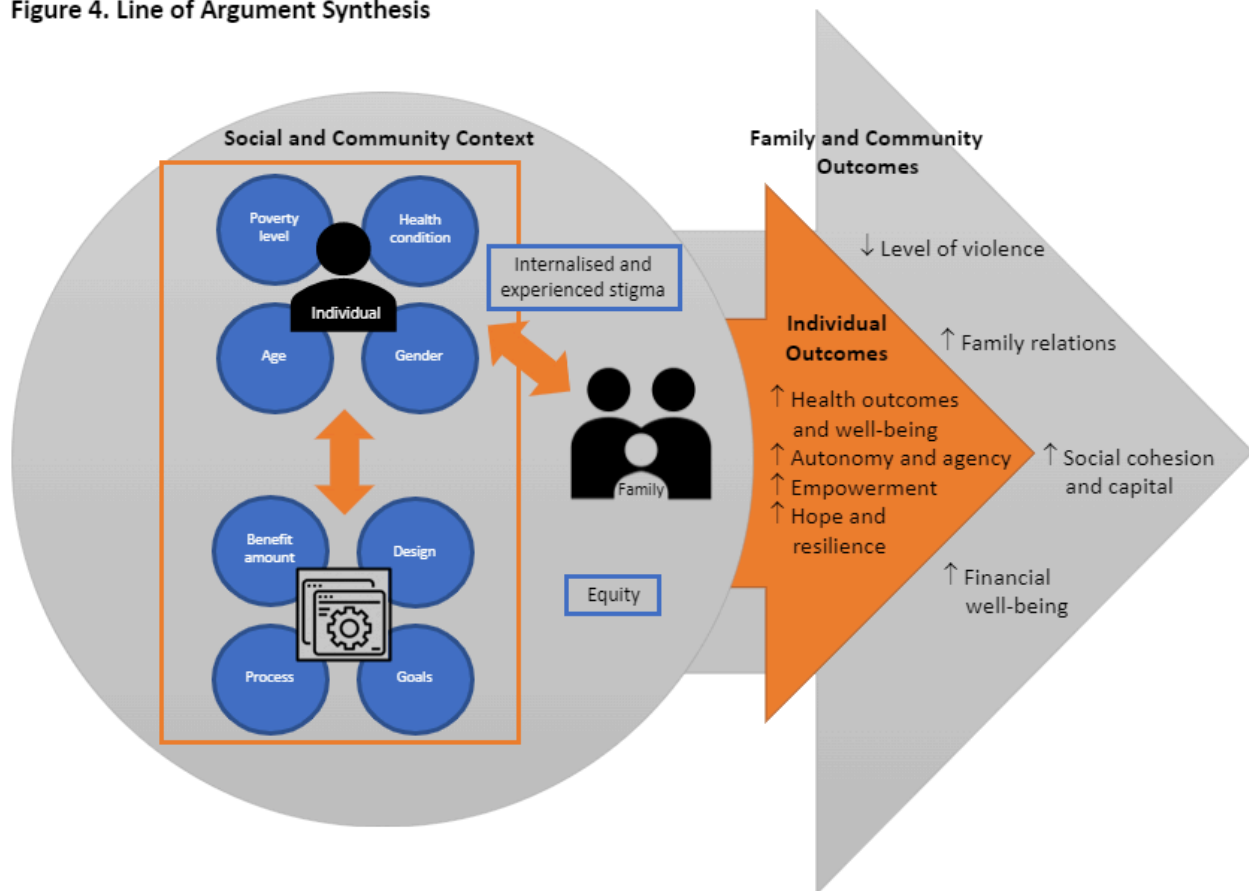 Figure 4. Line of Argument Synthesis
Social and Community Context
Poverty
level
Health
condition
Individual
Age
Gender
Internalised and
experienced stigma
Family
Benefit
amount
Design
Process
Goals
Equity
Family and Community
Outcomes
Individual
Outcomes
↑ Health outcomes
and well-being
↑ Autonomy and agency
↑ Empowerment
↑ Hope and
resilience
↓ Level of violence
↑ Family relations
↑ Social cohesion
and capital
↑ Financial
well-being